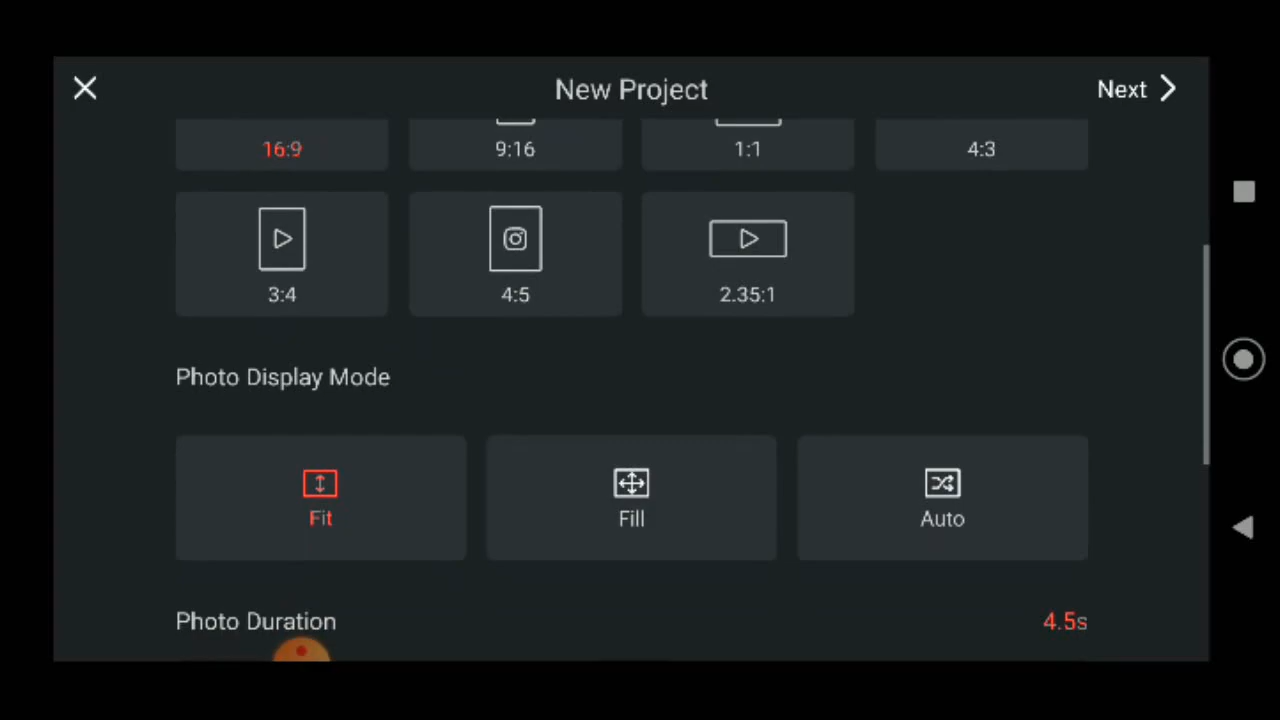 New Project
Next
16:9
9:16
1:1
4:3
3:4
4:5
2.35:1
Photo Display Mode
Fit
Fill
Auto
Photo Duration
4.5s